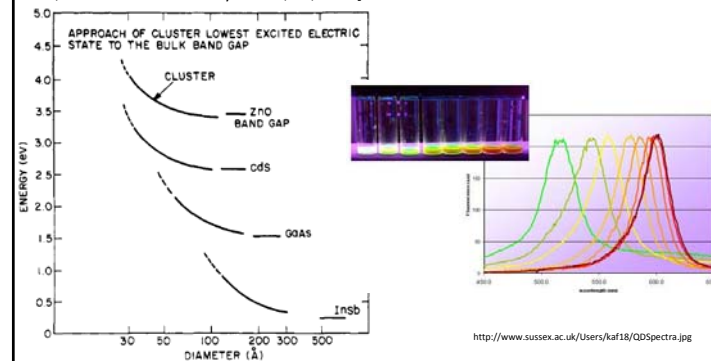 5.0
APPROACH OF CLUSTER LOWEST EXCITED ELECTRIC
STATE TO THE BULK BAND GAP
4.5
4.0
3.5
3.0
2.5
2.0
1.5
1.0
0.5
0
ENERGY (eV)
CLUSTER
ZnO
BAND GAP
CdS
GaAs
InSb
30
50
100
150
200
300
500
DIAMETER (Å)
wavelength (nm)
http://www.sussex.ac.uk/Users/kaf18/QDSpectra.jpg